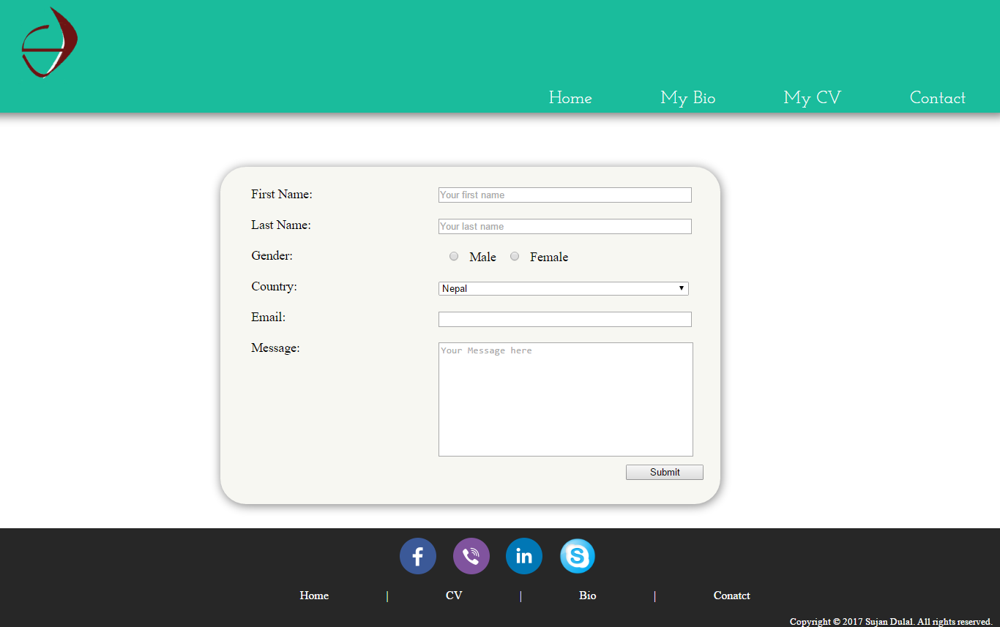 Home My Bio My CV Contact
First Name: Your first name
Last Name: Your last name
Gender: Male Female
Country: Nepal
Email:
Message: Your Message here
Submit
Home | CV | Bio | Conatct
Copyright © 2017 Sujan Dulal. All rights reserved.